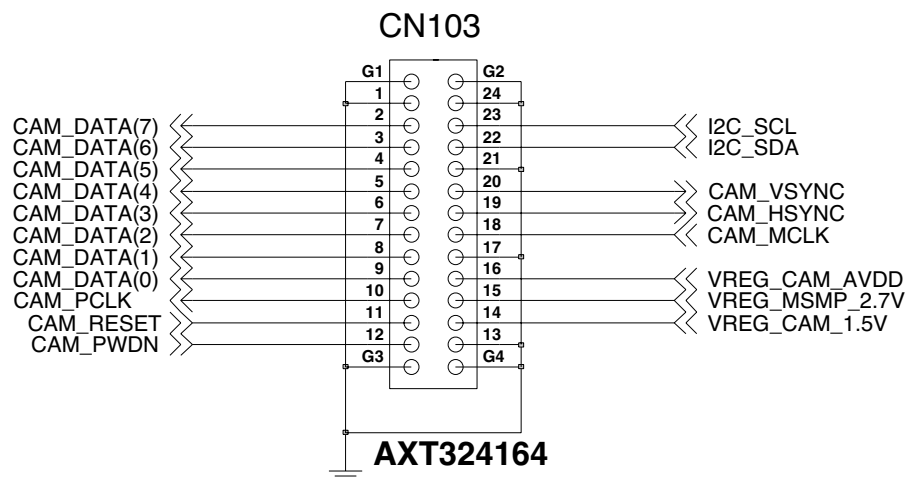 CN103
G1 G2
1 24
CAM_DATA(7) 2 23 I2C_SCL
CAM_DATA(6) 3 22 I2C_SDA
CAM_DATA(5) 4 21
CAM_DATA(4) 5 20 CAM_VSYNC
CAM_DATA(3) 6 19 CAM_HSYNC
CAM_DATA(2) 7 18 CAM_MCLK
CAM_DATA(1) 8 17
CAM_DATA(0) 9 16 VREG_CAM_AVDD
CAM_PCLK 10 15 VREG_MSMP_2.7V
CAM_RESET 11 14 VREG_CAM_1.5V
CAM_PWDN 12 13
G3 G4
AXT324164